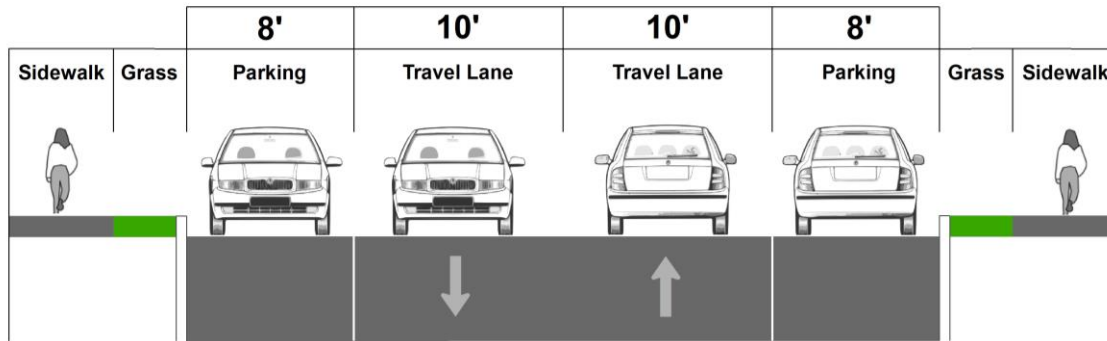 8' 10' 10' 8'
Sidewalk Grass Parking Travel Lane Travel Lane Parking Grass Sidewalk